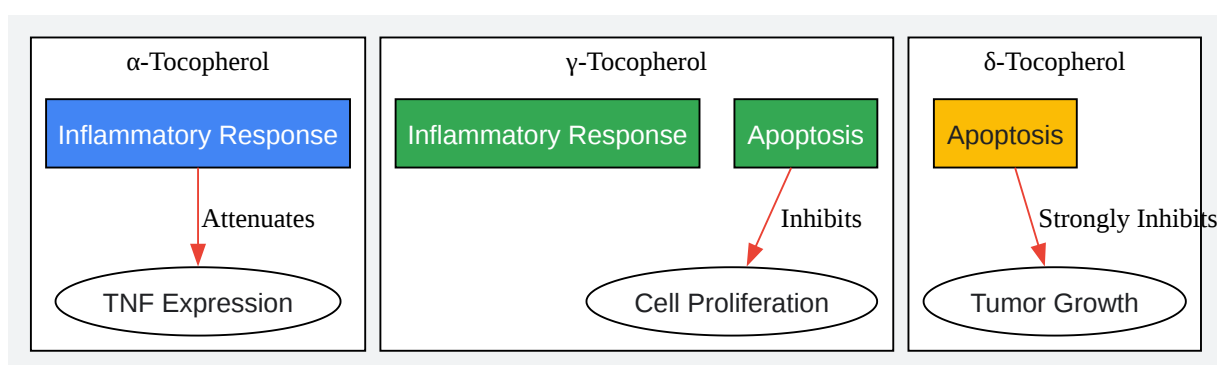 α-Tocopherol
Inflammatory Response
Attenuates
TNF Expression
γ-Tocopherol
Inflammatory Response
Apoptosis
Inhibits
Cell Proliferation
δ-Tocopherol
Apoptosis
Strongly Inhibits
Tumor Growth